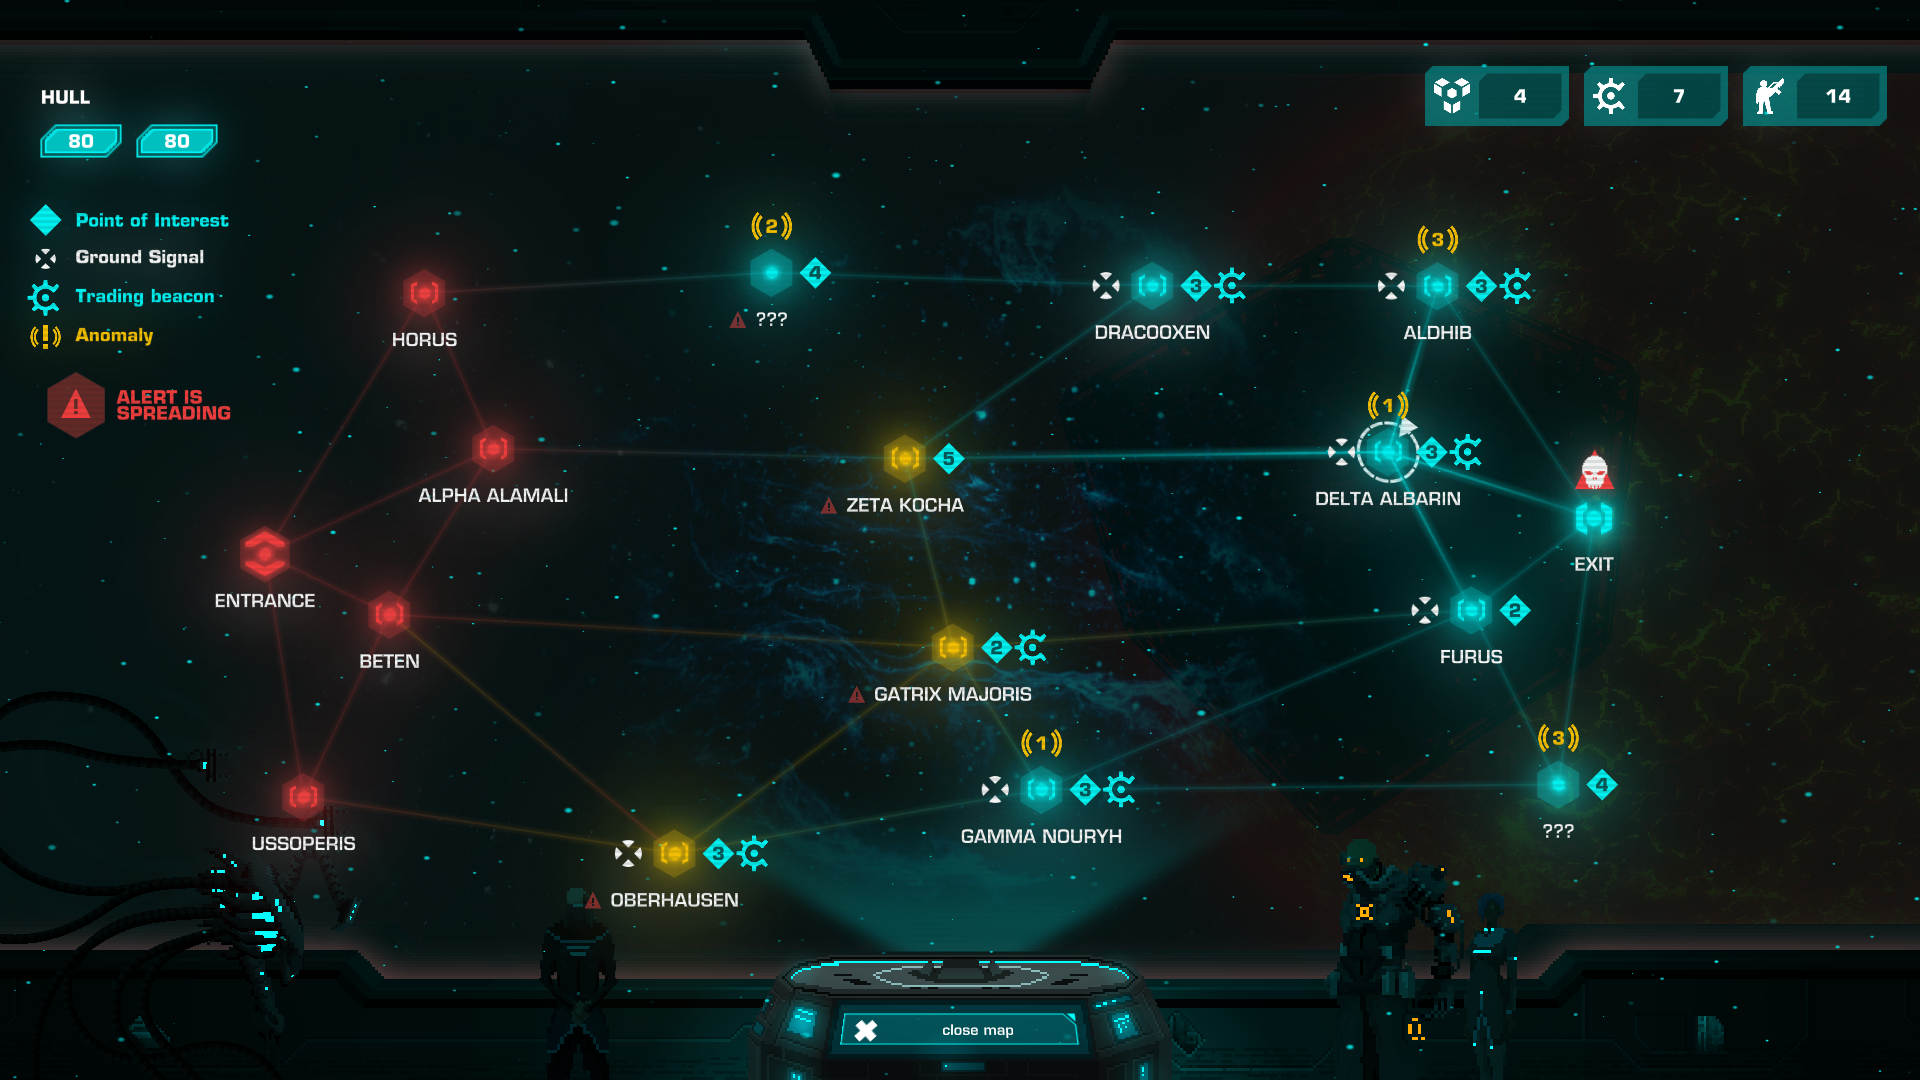 HULL
80 80
4 7 14
Point of Interest
Ground Signal
Trading beacon
! Anomaly
! ALERT IS
SPREADING
2
4
! ???
HORUS
3
DRACOOXEN
3
3
ALDHIB
ALPHA ALAMALI
5
! ZETA KOCHA
1
3
DELTA ALBARIN
EXIT
ENTRANCE
BETEN
2
! GATRIX MAJORIS
2
FURUS
USSOPERIS
3
! OBERHAUSEN
1
3
GAMMA NOURYH
3
4
???
close map